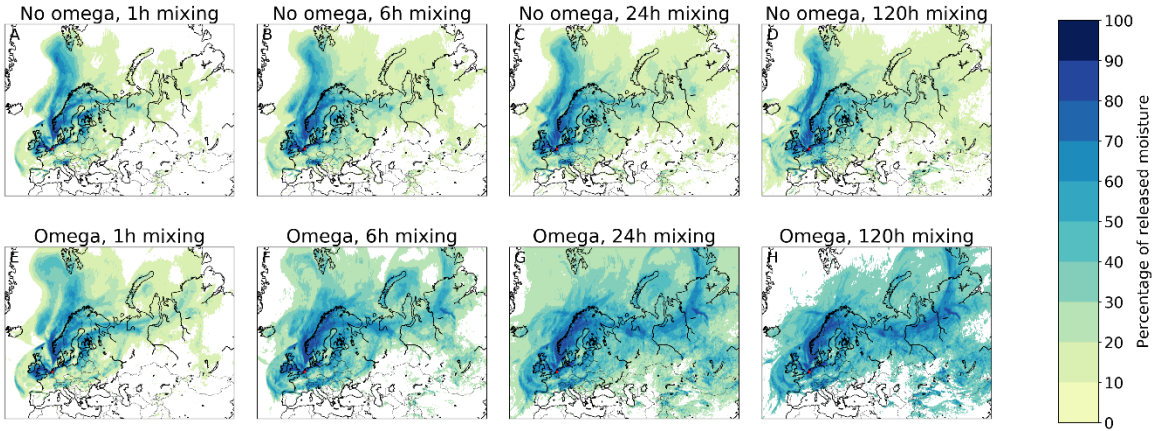 No omega, 1h mixing
No omega, 6h mixing
No omega, 24h mixing
No omega, 120h mixing
A
B
C
D
Omega, 1h mixing
Omega, 6h mixing
Omega, 24h mixing
Omega, 120h mixing
E
F
G
H
100
90
80
70
60
50
40
30
20
10
0
Percentage of released moisture